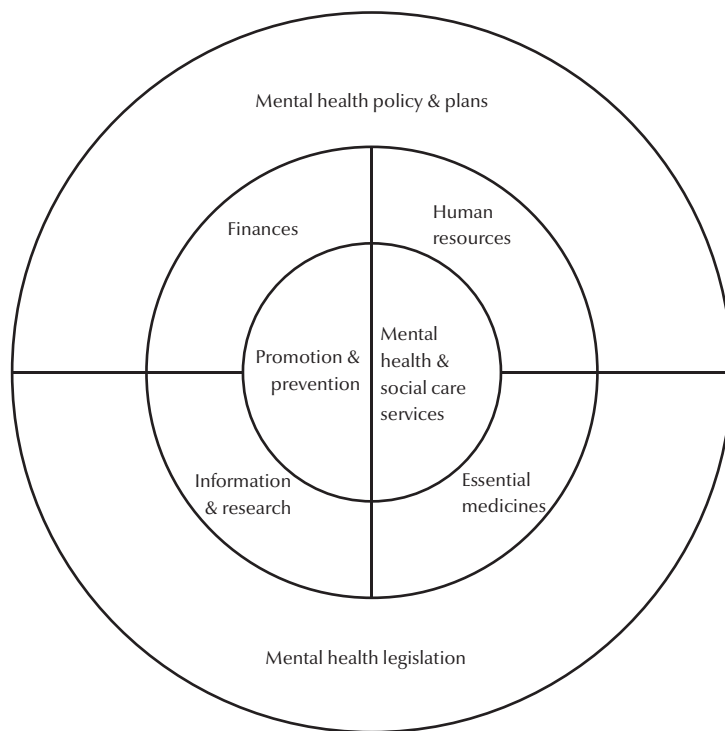 Mental health policy & plans
Finances
Human
resources
Promotion &
prevention
Mental
health &
social care
services
Information
& research
Essential
medicines
Mental health legislation